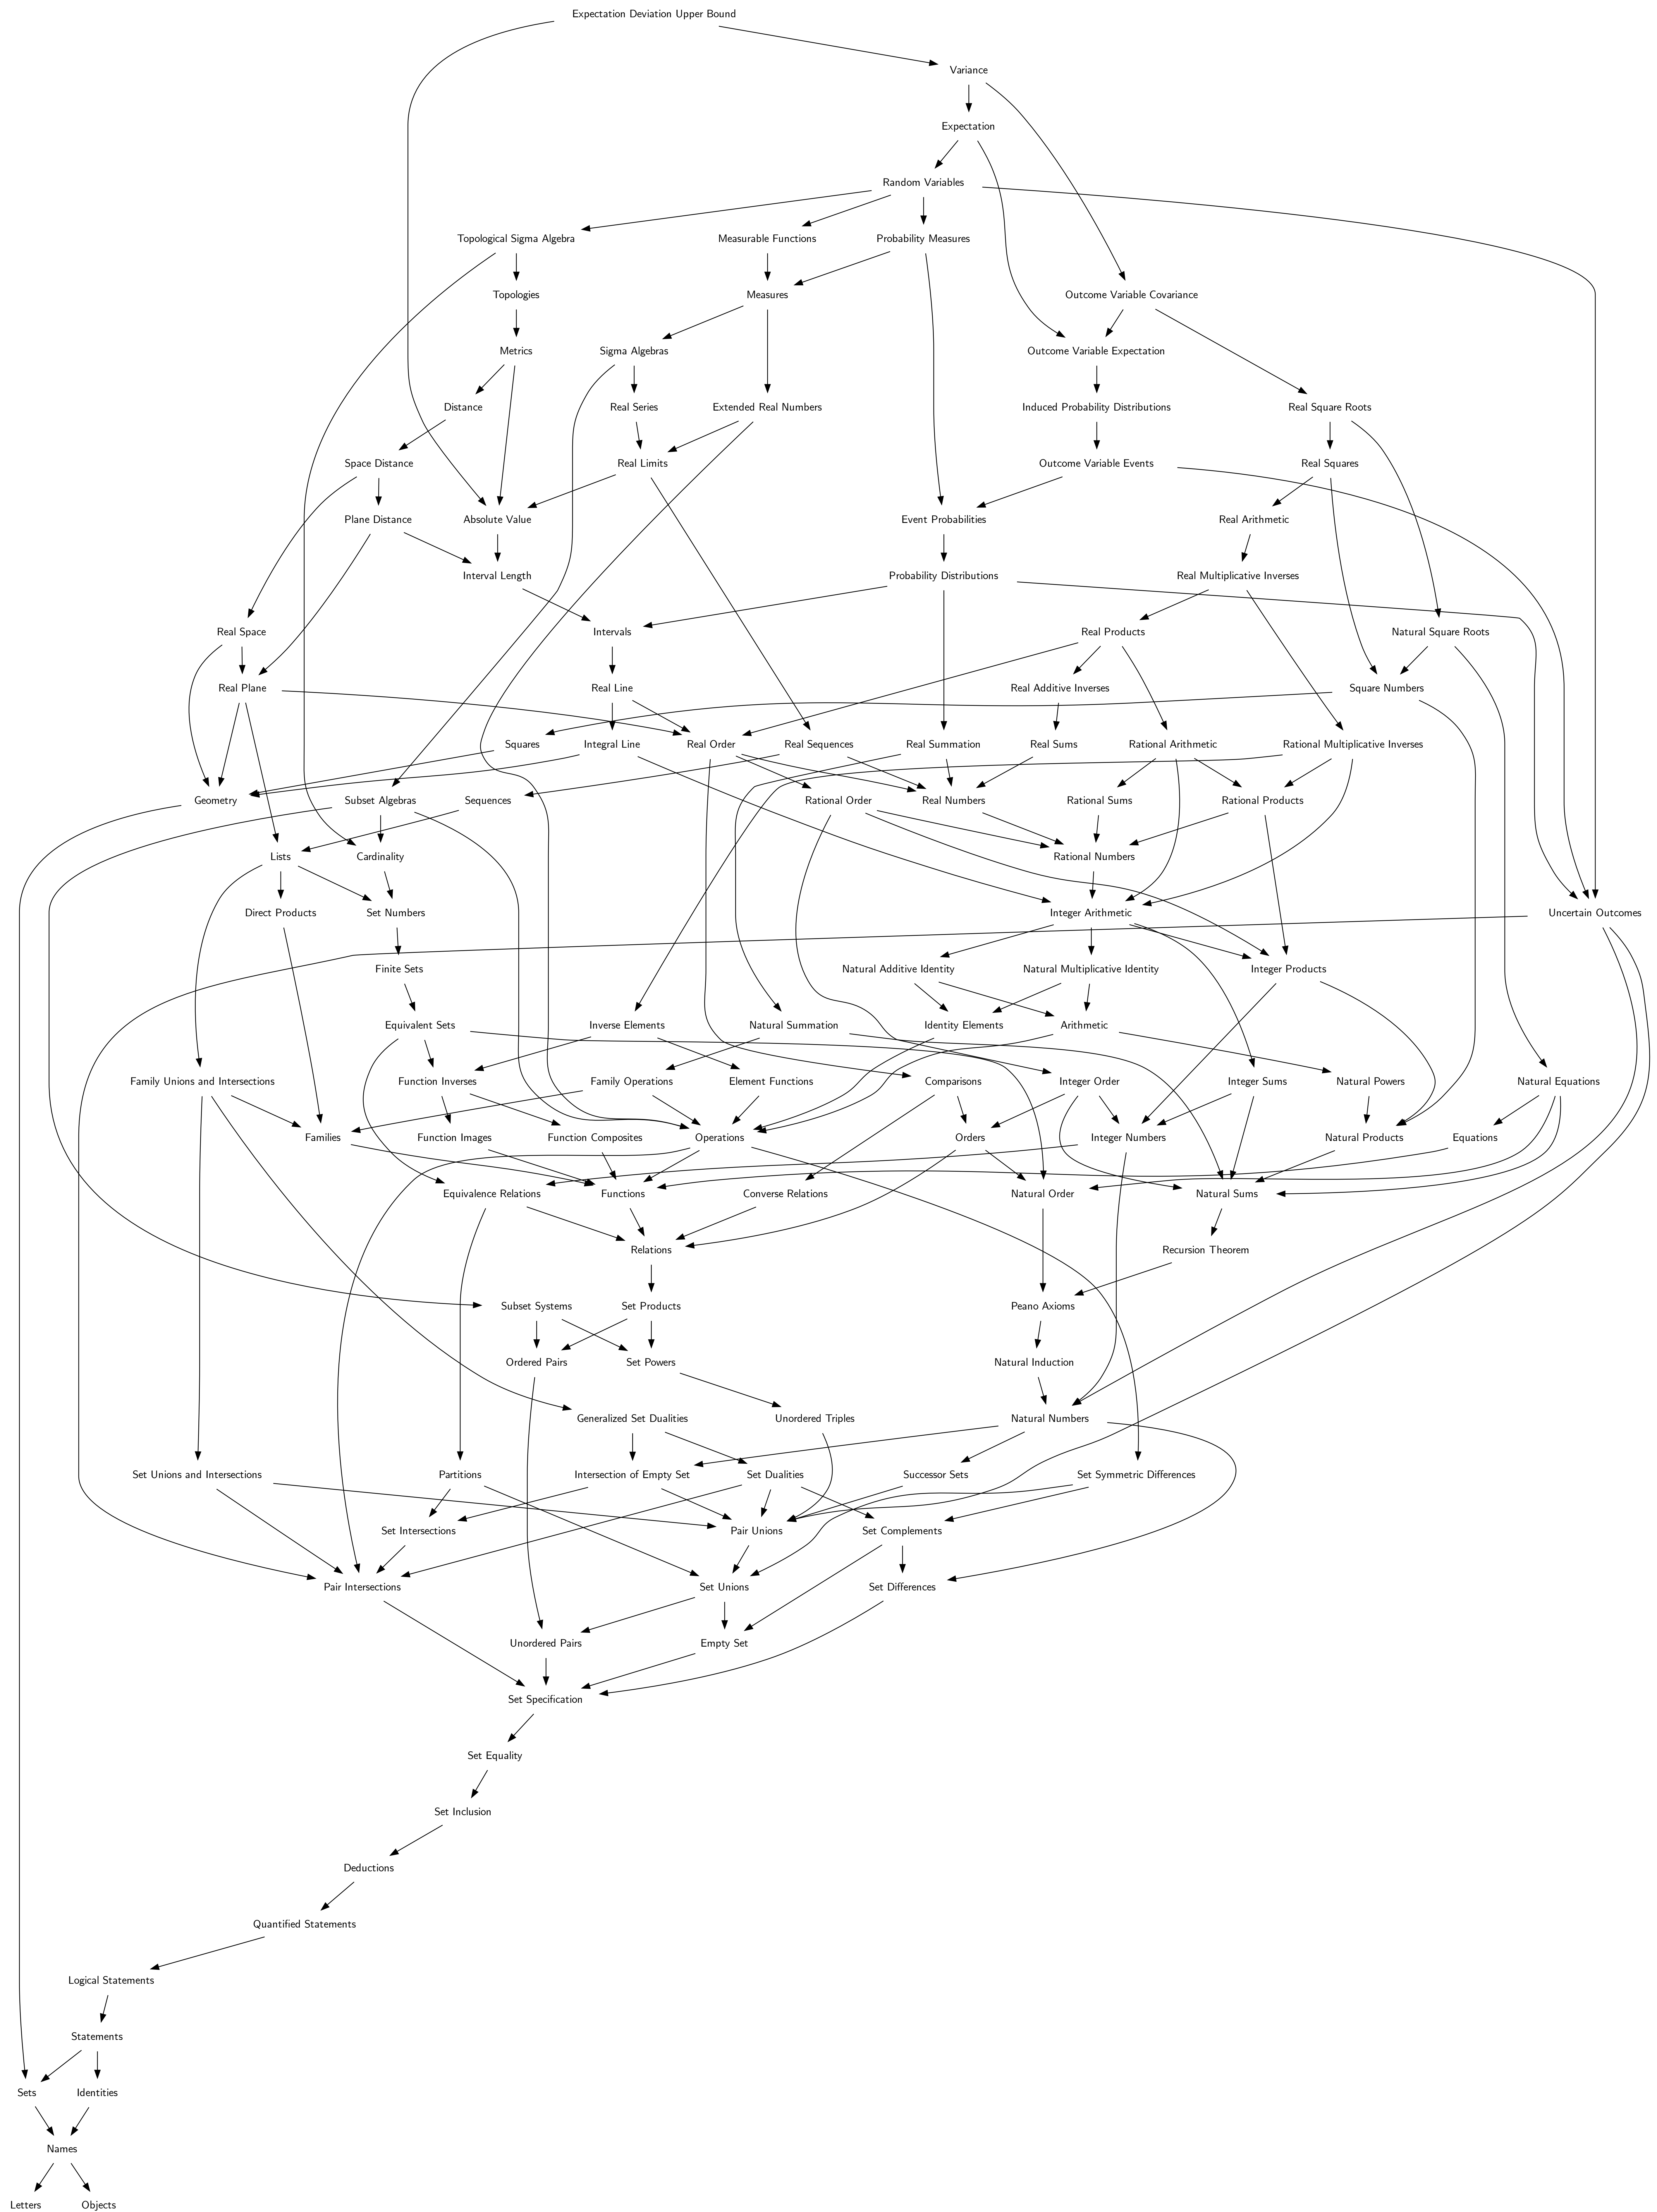 Expectation Deviation Upper Bound
Variance
Expectation
Random Variables
Topological Sigma Algebra
Measurable Functions
Probability Measures
Topologies
Measures
Outcome Variable Covariance
Metrics
Sigma Algebras
Outcome Variable Expectation
Distance
Real Series
Extended Real Numbers
Induced Probability Distributions
Real Square Roots
Space Distance
Real Limits
Outcome Variable Events
Real Squares
Plane Distance
Absolute Value
Event Probabilities
Real Arithmetic
Interval Length
Probability Distributions
Real Multiplicative Inverses
Real Space
Intervals
Real Products
Natural Square Roots
Real Plane
Real Line
Real Additive Inverses
Square Numbers
Squares
Integral Line
Real Order
Real Sequences
Real Summation
Real Sums
Rational Arithmetic
Rational Multiplicative Inverses
Geometry
Subset Algebras
Sequences
Rational Order
Real Numbers
Rational Sums
Rational Products
Lists
Cardinality
Rational Numbers
Direct Products
Set Numbers
Integer Arithmetic
Uncertain Outcomes
Finite Sets
Natural Additive Identity
Natural Multiplicative Identity
Integer Products
Equivalent Sets
Inverse Elements
Natural Summation
Identity Elements
Arithmetic
Family Unions and Intersections
Function Inverses
Family Operations
Element Functions
Comparisons
Integer Order
Integer Sums
Natural Powers
Natural Equations
Families
Function Images
Function Composites
Operations
Orders
Integer Numbers
Natural Products
Equations
Equivalence Relations
Functions
Converse Relations
Natural Order
Natural Sums
Relations
Recursion Theorem
Subset Systems
Set Products
Peano Axioms
Ordered Pairs
Set Powers
Natural Induction
Generalized Set Dualities
Unordered Triples
Natural Numbers
Set Unions and Intersections
Partitions
Intersection of Empty Set
Set Dualities
Successor Sets
Set Symmetric Differences
Set Intersections
Pair Unions
Set Complements
Pair Intersections
Set Unions
Set Differences
Unordered Pairs
Empty Set
Set Specification
Set Equality
Set Inclusion
Deductions
Quantified Statements
Logical Statements
Statements
Sets
Identities
Names
Letters
Objects